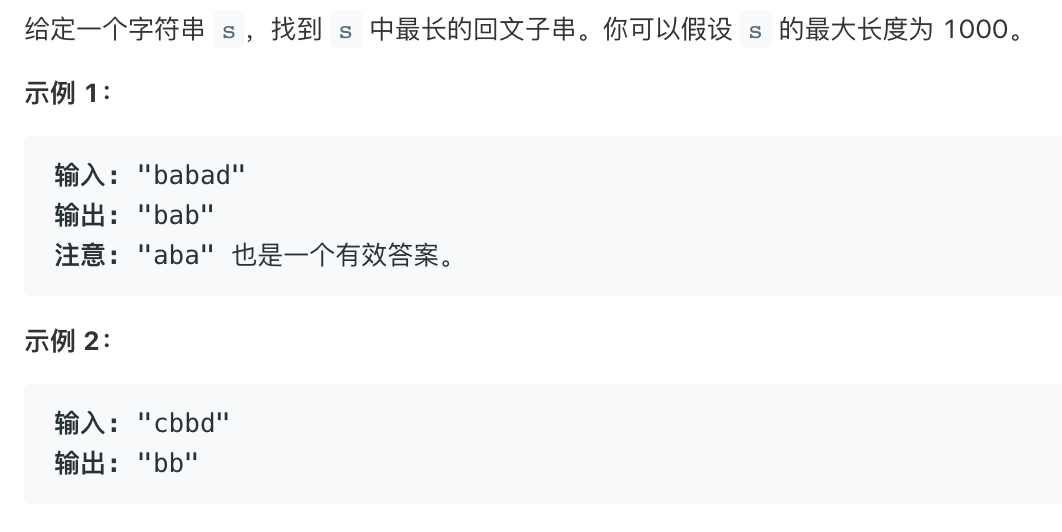 给定一个字符串 s，找到 s 中最长的回文子串。你可以假设 s 的最大长度为 1000。
示例 1：
输入: "babad"
输出: "bab"
注意: "aba" 也是一个有效答案。
示例 2：
输入: "cbbd"
输出: "bb"